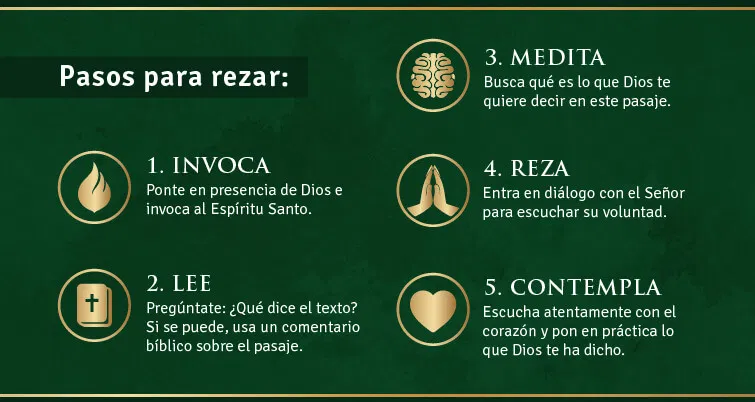 Pasos para rezar:
1. INVOCA
Ponte en presencia de Dios e
invoca al Espíritu Santo.
2. LEE
Pregúntate: ¿Qué dice el texto?
Si se puede, usa un comentario
bíblico sobre el pasaje.
3. MEDITA
Busca qué es lo que Dios te
quiere decir en este pasaje.
4. REZA
Entra en diálogo con el Señor
para escuchar su voluntad.
5. CONTEMPLA
Escucha atentamente con el
corazón y pon en práctica lo
que Dios te ha dicho.